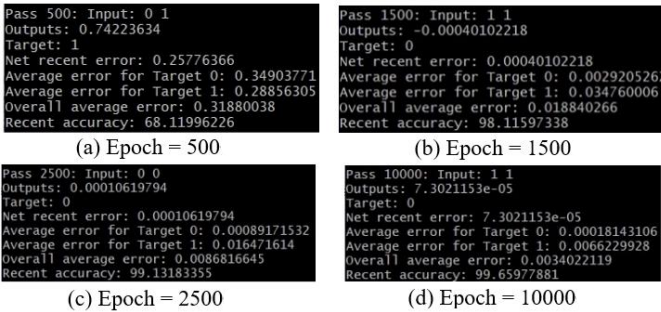 Pass 500: Input: 0 1
Outputs: 0.74223634
Target: 1
Net recent error: 0.25776366
Average error for Target 0: 0.34903771
Average error for Target 1: 0.28856305
Overall average error: 0.31880038
Recent accuracy: 68.11996226
(a) Epoch = 500
Pass 1500: Input: 1 1
Outputs: -0.00040102218
Target: 0
Net recent error: 0.00040102218
Average error for Target 0: 0.0029205262
Average error for Target 1: 0.034760006
Overall average error: 0.018840266
Recent accuracy: 98.11597338
(b) Epoch = 1500
Pass 2500: Input: 0 0
Outputs: 0.00010619794
Target: 0
Net recent error: 0.00010619794
Average error for Target 0: 0.00089171532
Average error for Target 1: 0.016471614
Overall average error: 0.0086816645
Recent accuracy: 99.13183355
(c) Epoch = 2500
Pass 10000: Input: 1 1
Outputs: 7.3021153e-05
Target: 0
Net recent error: 7.3021153e-05
Average error for Target 0: 0.00018143106
Average error for Target 1: 0.0066229928
Overall average error: 0.0034022119
Recent accuracy: 99.65977881
(d) Epoch = 10000